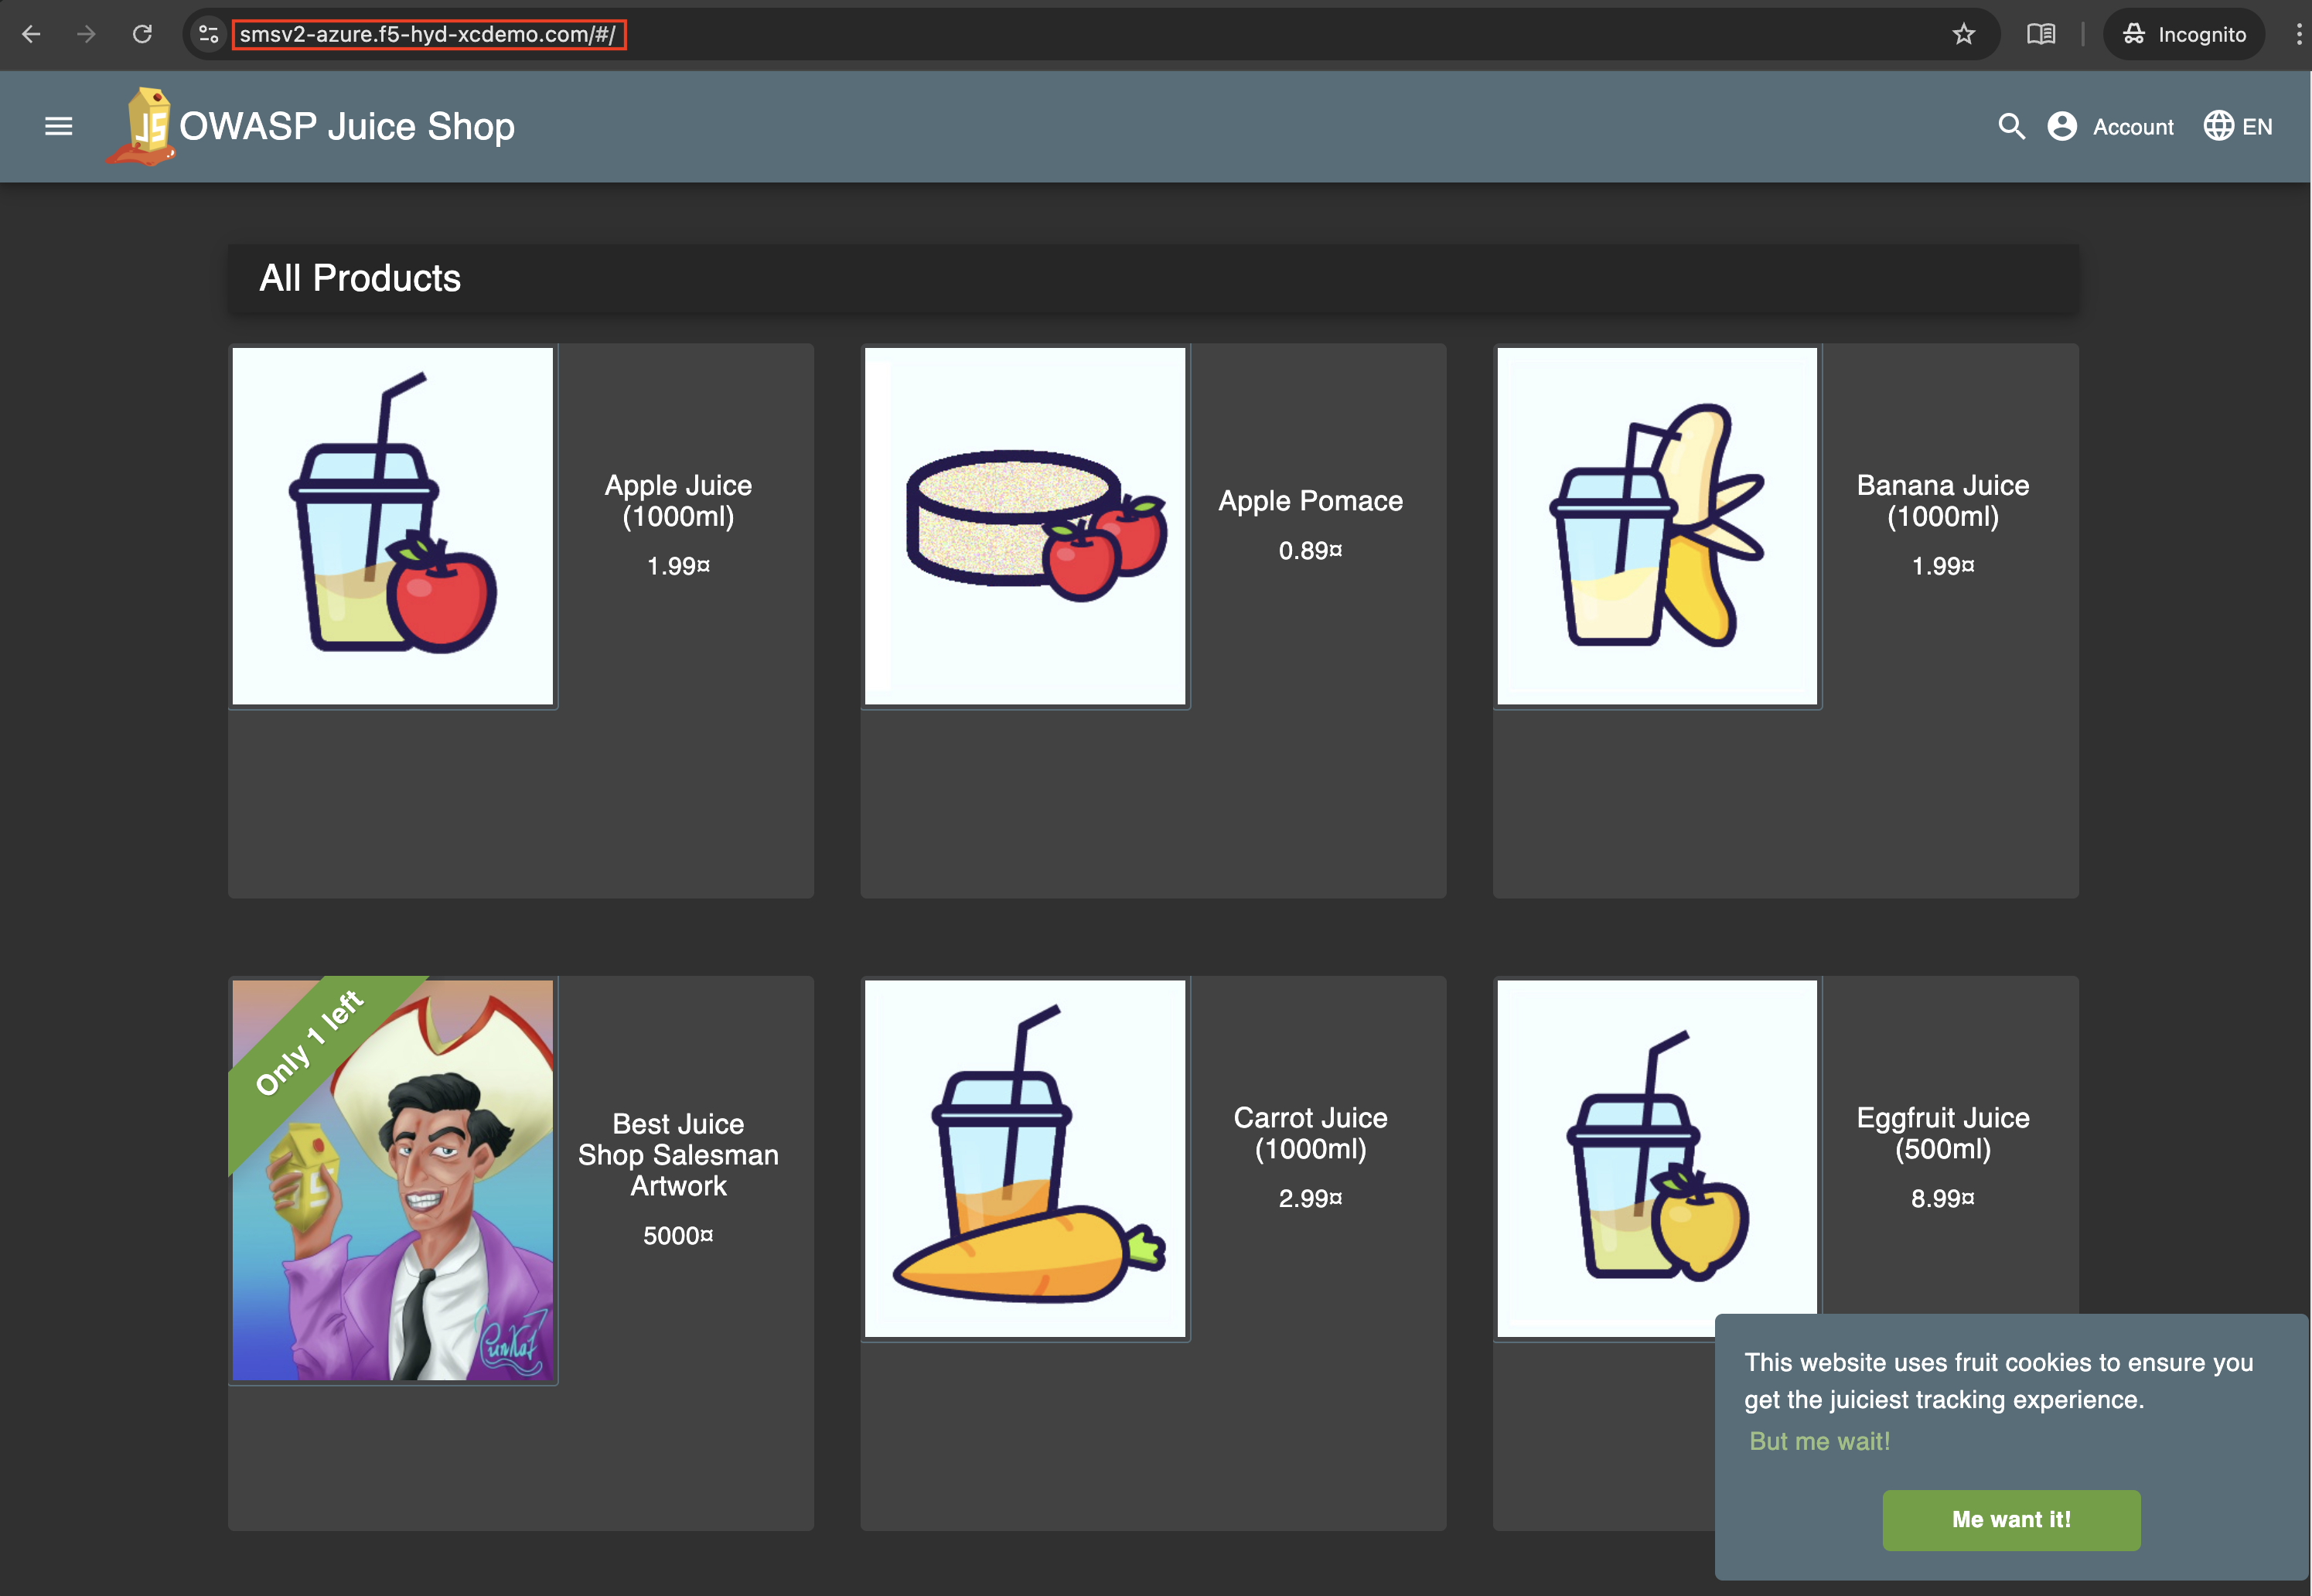 smsv2-azure.f5-hyd-xcdemo.com/#/
Incognito
JS
OWASP Juice Shop
Account
EN
All Products
Apple Juice
(1000ml)
1.99¤
Apple Pomace
0.89¤
Banana Juice
(1000ml)
1.99¤
Only 1 left
Best Juice
Shop Salesman
Artwork
5000¤
Carrot Juice
(1000ml)
2.99¤
Eggfruit Juice
(500ml)
8.99¤
This website uses fruit cookies to ensure you
get the juiciest tracking experience.
But me wait!
Me want it!